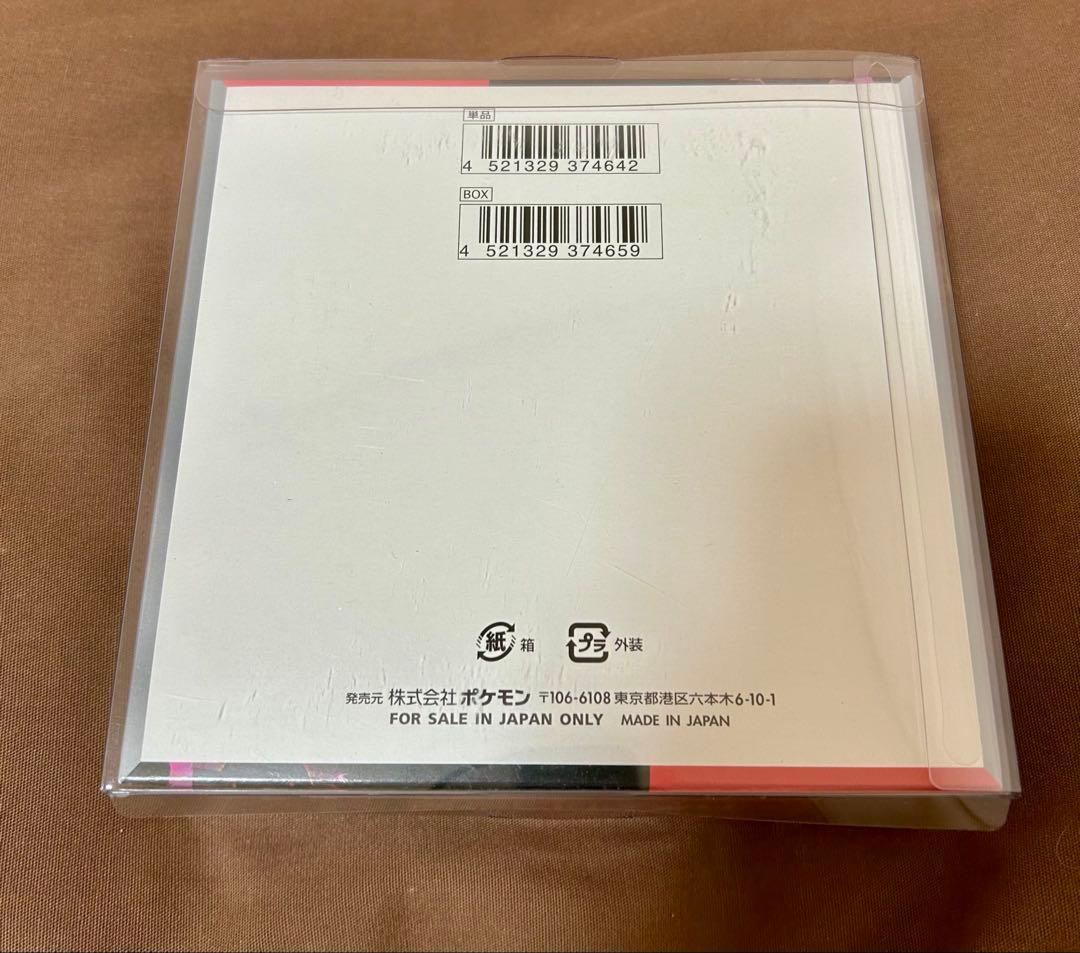 単品
4 521329 374642
BOX
4 521329 374659
紙 箱 プラ 外装
発売元 株式会社 ポケモン 〒106-6108 東京都港区六本木6-10-1
FOR SALE IN JAPAN ONLY MADE IN JAPAN